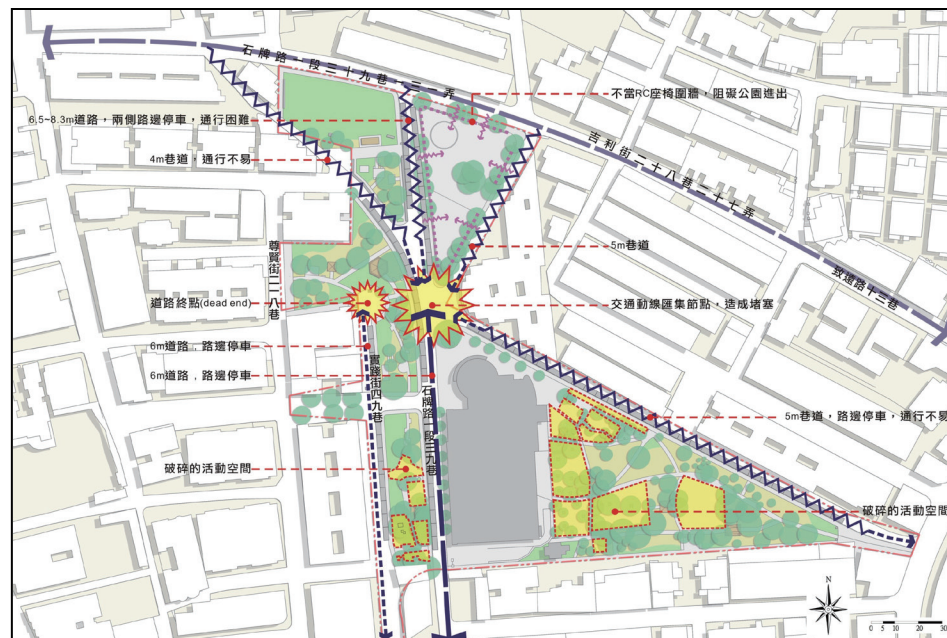 石牌路一段三十九巷一二一弄
不當RC座椅圍牆，阻礙公園進出
6.5~8.3m道路，兩側路邊停車，通行困難
4m巷道，通行不易
吉利街二十八巷二十七弄
尊賢街二一八巷
5m巷道
致遠路十三巷
道路終點(dead end)
交通動線匯集節點，造成堵塞
6m道路，路邊停車
6m道路，路邊停車
實踐街四九巷
石牌路一段三九巷
5m巷道，路邊停車，通行不易
破碎的活動空間
破碎的活動空間
N
0 5 10 20 30